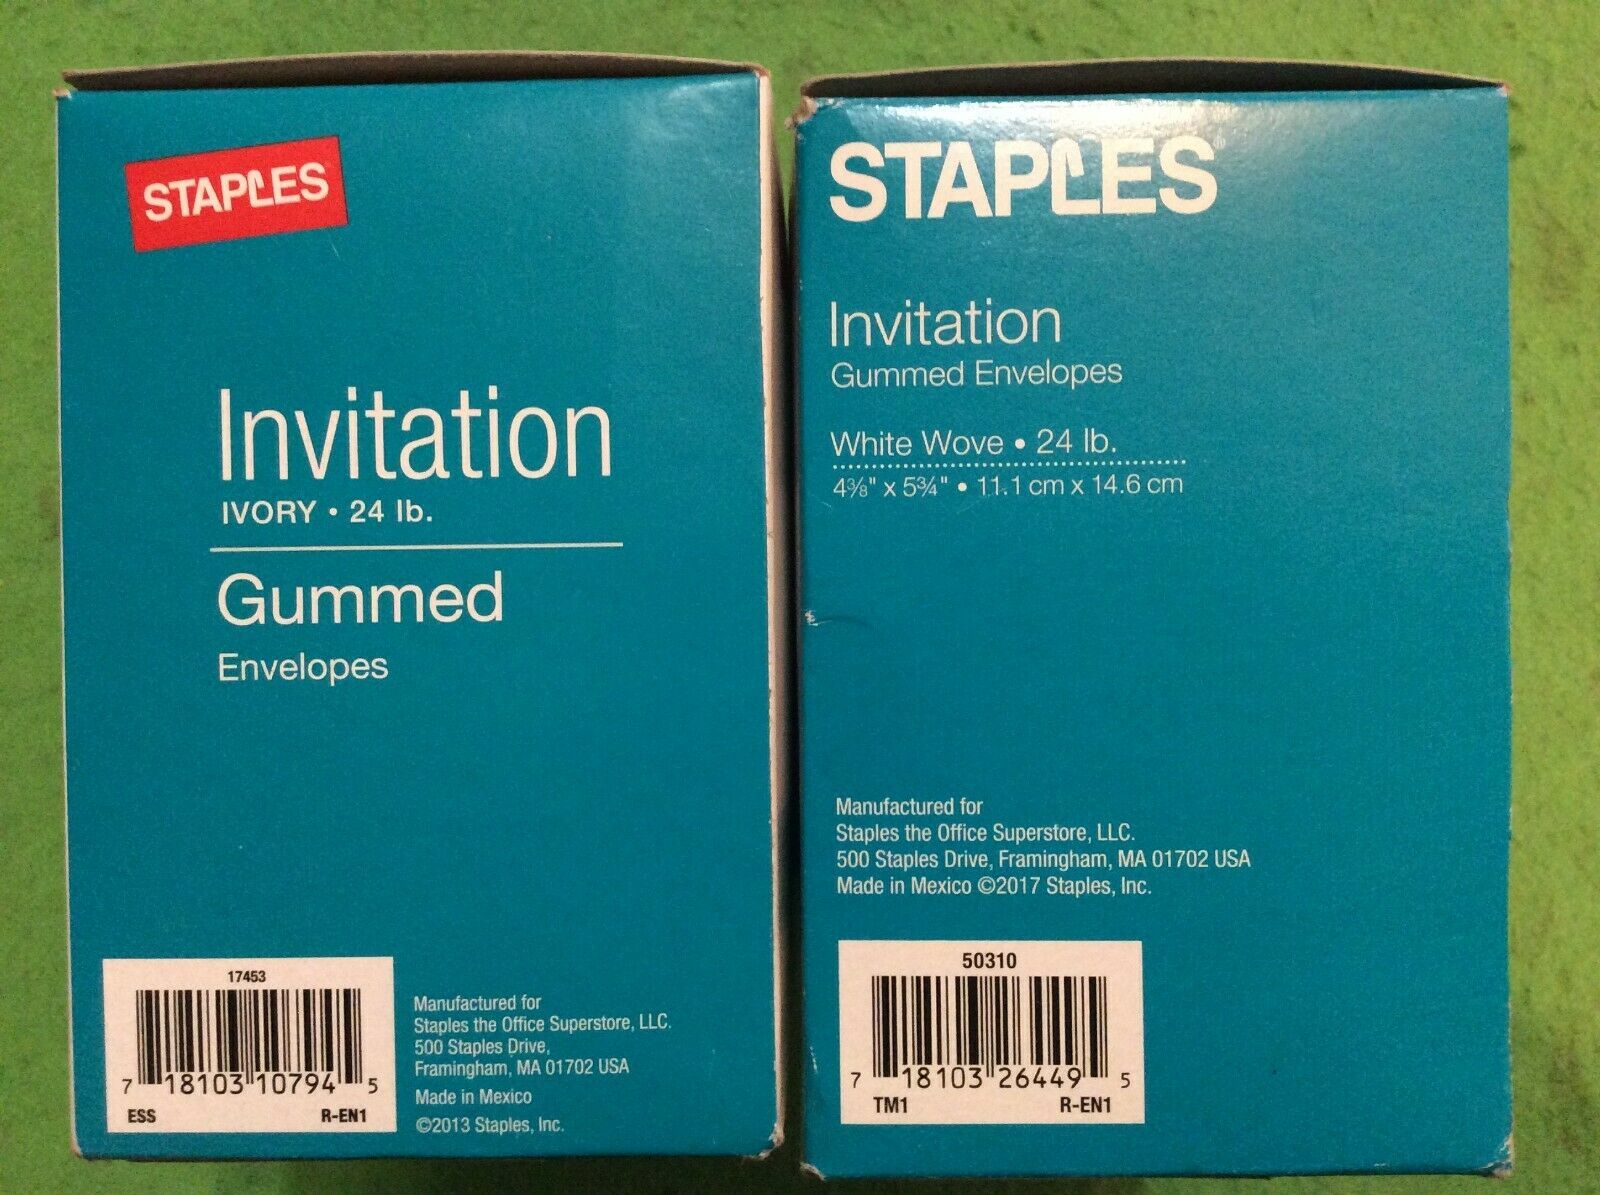 STAPLES
Invitation
IVORY • 24 lb.
Gummed
Envelopes
17453
7 18103 10794 5
ESS R-EN1
Manufactured for
Staples the Office Superstore, LLC.
500 Staples Drive,
Framingham, MA 01702 USA
Made in Mexico
©2013 Staples, Inc.
STAPLES®
Invitation
Gummed Envelopes
White Wove • 24 lb.
4⅜" x 5¾" • 11.1 cm x 14.6 cm
Manufactured for
Staples the Office Superstore, LLC.
500 Staples Drive, Framingham, MA 01702 USA
Made in Mexico ©2017 Staples, Inc.
50310
7 18103 26449 5
TM1 R-EN1